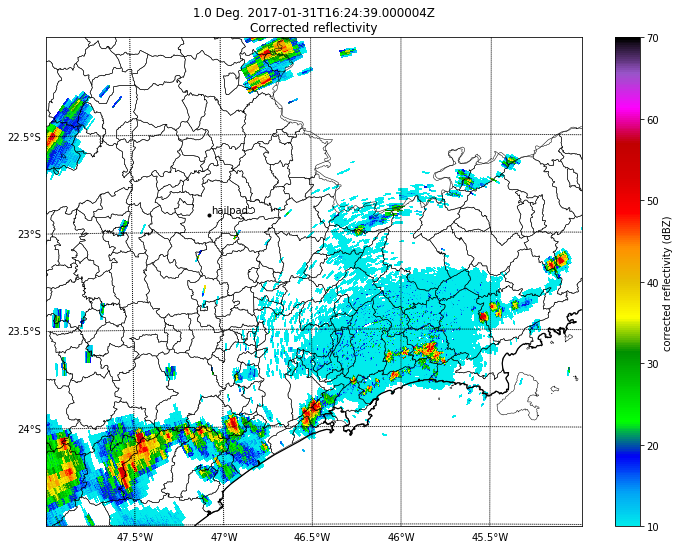 1.0 Deg. 2017-01-31T16:24:39.000004Z
Corrected reflectivity
70
60
50
40
30
20
10
corrected reflectivity (dBZ)
22.5°S
23°S
23.5°S
24°S
hailpad
47.5°W 47°W 46.5°W 46°W 45.5°W